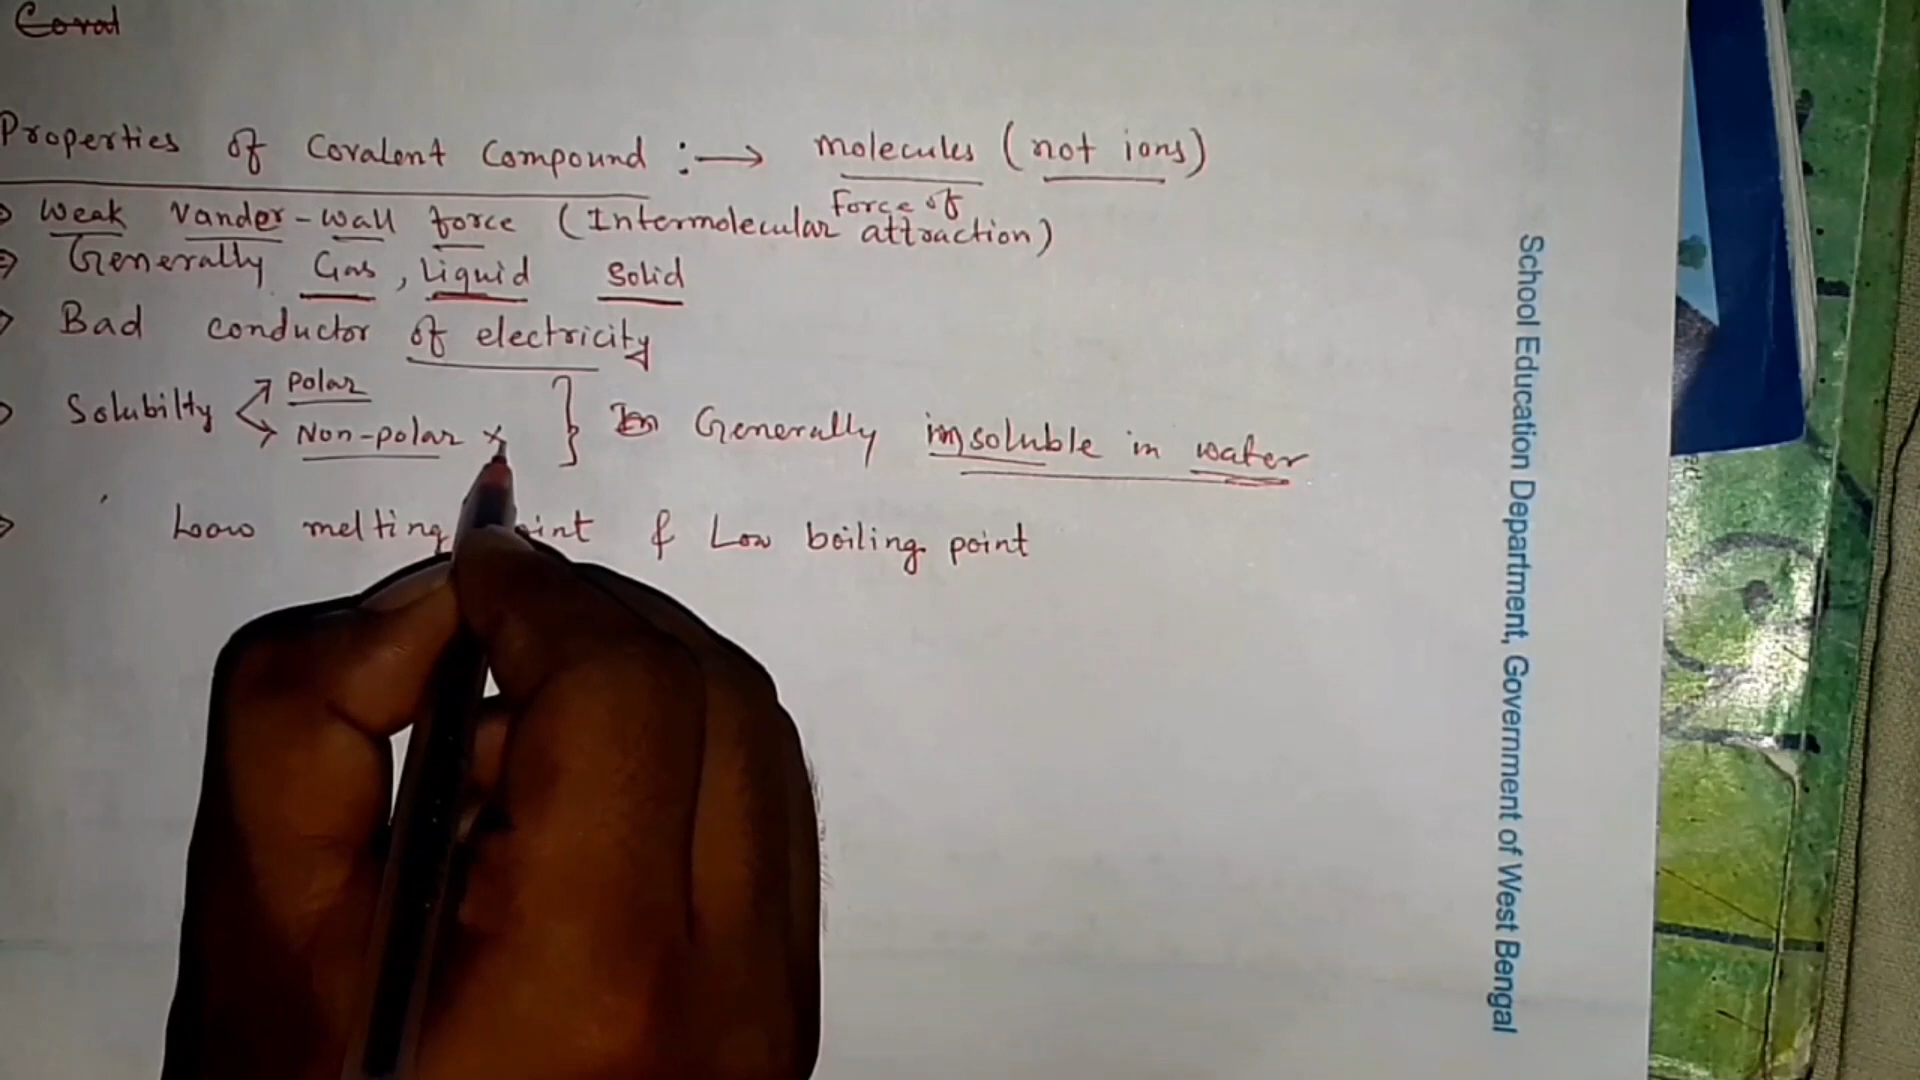 Coval
Properties of Covalent Compound :→ molecules (not ions)
Weak Vander-wall force (Intermolecular force of attraction)
Generally Gas, Liquid Solid
Bad conductor of electricity
Solubilty Polar
Non-polar x } Generally insoluble in water
Low melting point & Low boiling point
School Education Department, Government of West Bengal